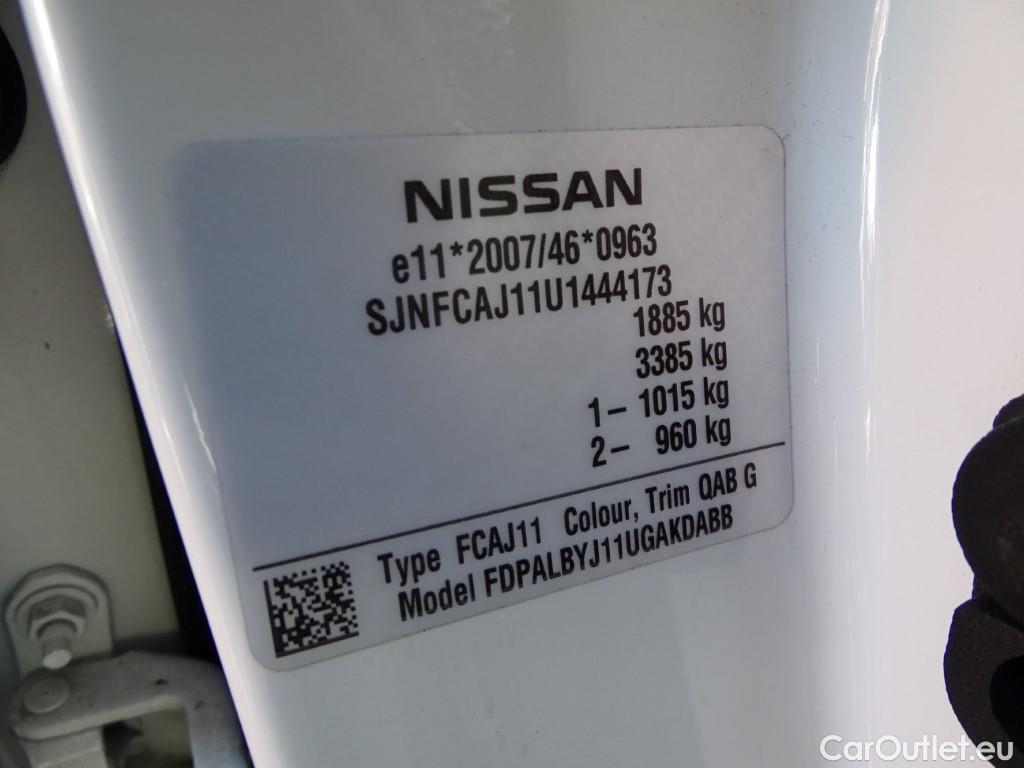 NISSAN
e11*2007/46*0963
SJNFCAJ11U1444173
1885 kg
3385 kg
1– 1015 kg
2– 960 kg
Type FCAJ11 Colour, Trim QAB G
Model FDPALBYJ11UGAKDABB
CarOutlet.eu